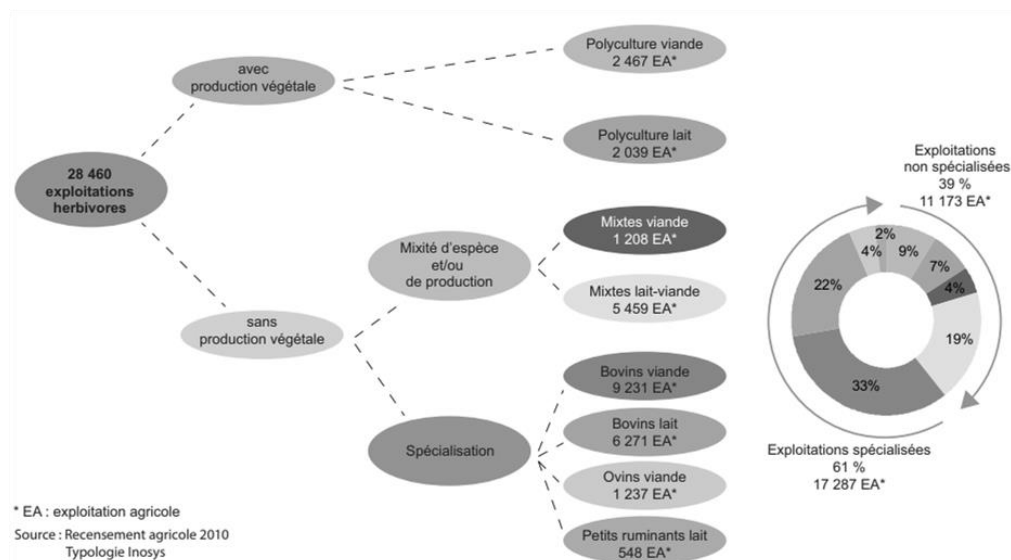 avec
production végétale
28 460
exploitations
herbivores
sans
production végétale
Mixité d'espèce
et/ou
de production
Spécialisation
Polyculture viande
2 467 EA*
Polyculture lait
2 039 EA*
Mixtes viande
1 208 EA*
Mixtes lait-viande
5 459 EA*
Bovins viande
9 231 EA*
Bovins lait
6 271 EA*
Ovins viande
1 237 EA*
Petits ruminants lait
548 EA*
Exploitations
non spécialisées
39 %
11 173 EA*
2%
4%
9%
7%
4%
22%
19%
33%
Exploitations spécialisées
61 %
17 287 EA*
* EA : exploitation agricole
Source : Recensement agricole 2010
Typologie Inosys